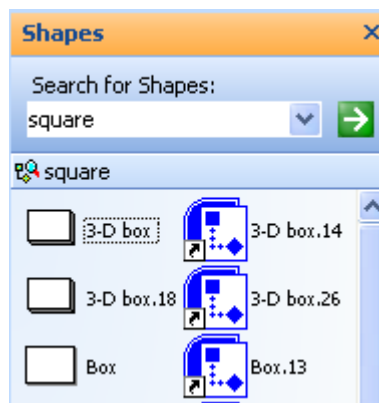 Shapes
Search for Shapes:
square
square
3-D box 3-D box.14
3-D box.18 3-D box.26
Box Box.13